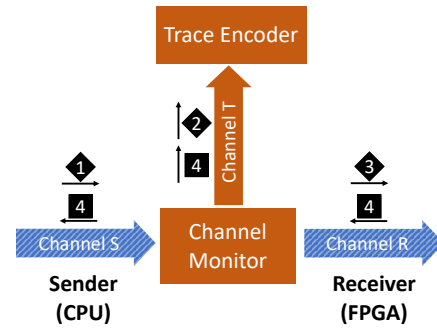 Trace Encoder
2
4
Channel T
1
4
3
4
Channel S
Channel
Monitor
Channel R
Sender
(CPU)
Receiver
(FPGA)